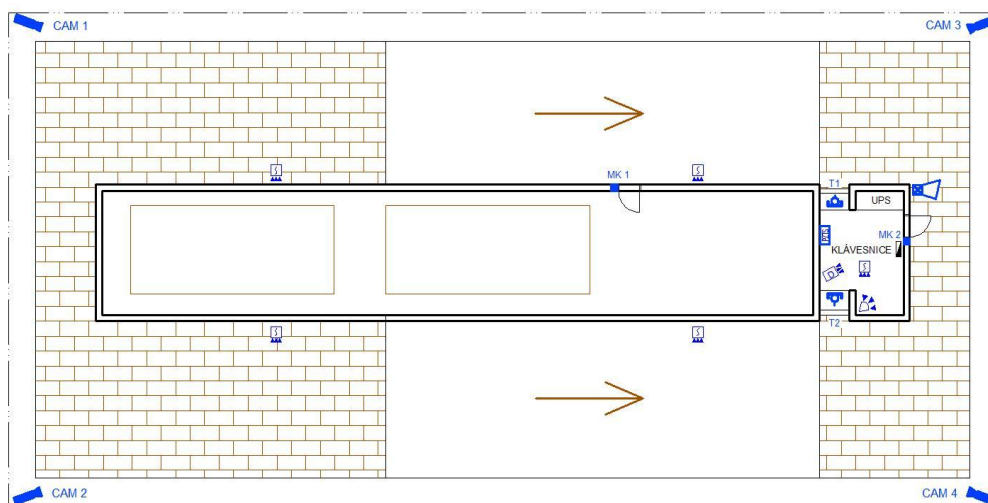 CAM 1
CAM 3
MK 1
T1
UPS
MK 2
KLÁVESNICE
T2
CAM 2
CAM 4